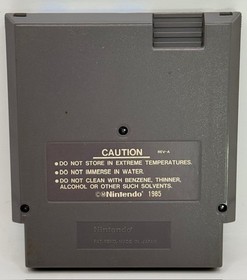 CAUTION REV-A
•DO NOT STORE IN EXTREME TEMPERATURES.
•DO NOT IMMERSE IN WATER.
•DO NOT CLEAN WITH BENZENE, THINNER,
ALCOHOL OR OTHER SUCH SOLVENTS.
©Nintendo® 1985
Nintendo